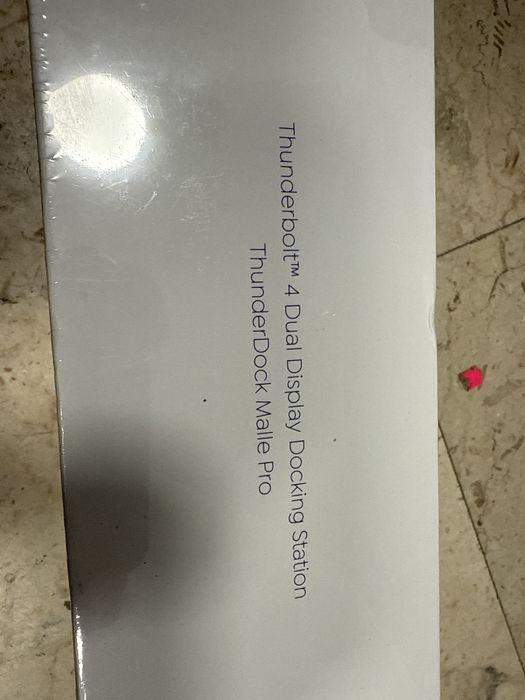 Thunderbolt™ 4 Dual Display Docking Station
ThunderDock Malle Pro